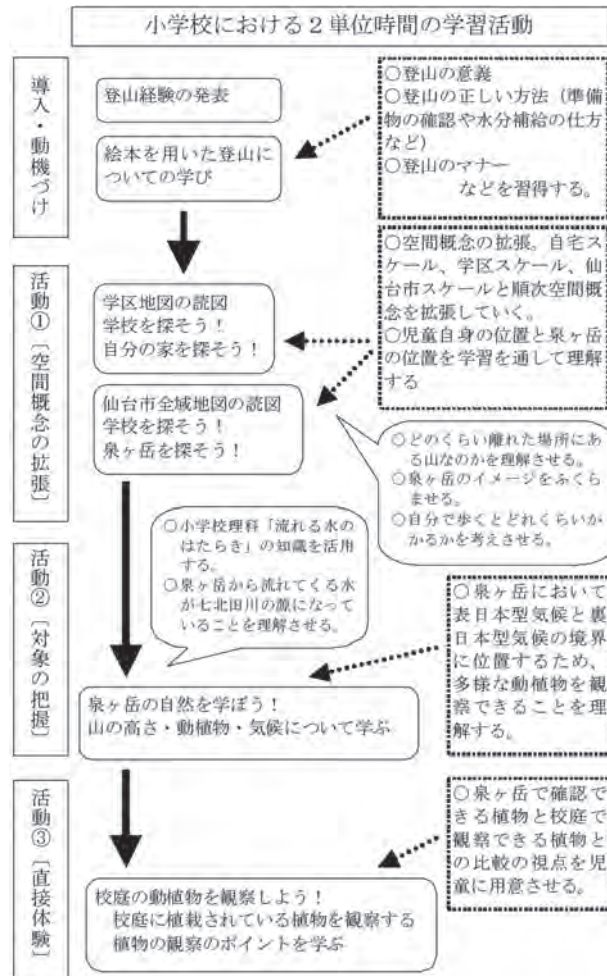 小学校における2単位時間の学習活動
導入・動機づけ
登山経験の発表
絵本を用いた登山に
ついての学び
○登山の意義
○登山の正しい方法（準備
物の確認や水分補給の仕方
など）
○登山のマナー
などを習得する。
活動①［空間概念の拡張］
学区地図の読図
学校を探そう！
自分の家を探そう！
○空間概念の拡張。自宅ス
ケール、学区スケール、仙
台市スケールと順次空間概
念を拡張していく。
○児童自身の位置と泉ヶ岳
の位置を学習を通して理解
する
仙台市全域地図の読図
学校を探そう！
泉ヶ岳を探そう！
○どのくらい離れた場所にあ
る山なのかを理解させる。
○泉ヶ岳のイメージをふくら
ませる。
○自分で歩くとどれくらいか
かるかを考えさせる。
活動②［対象の把握］
○小学校理科「流れる水の
はたらき」の知識を活用
する。
○泉ヶ岳から流れてくる水
が七北田川の源になって
いることを理解させる。
○泉ヶ岳において
表日本型気候と裏
日本型気候の境界
に位置するため、
多様な動植物を観
察できることを理
解する。
泉ヶ岳の自然を学ぼう！
山の高さ・動植物・気候について学ぶ
活動③［直接体験］
○泉ヶ岳で確認で
きる植物と校庭で
観察できる植物と
の比較の視点を児
童に用意させる。
校庭の動植物を観察しよう！
校庭に植栽されている植物を観察する
植物の観察のポイントを学ぶ